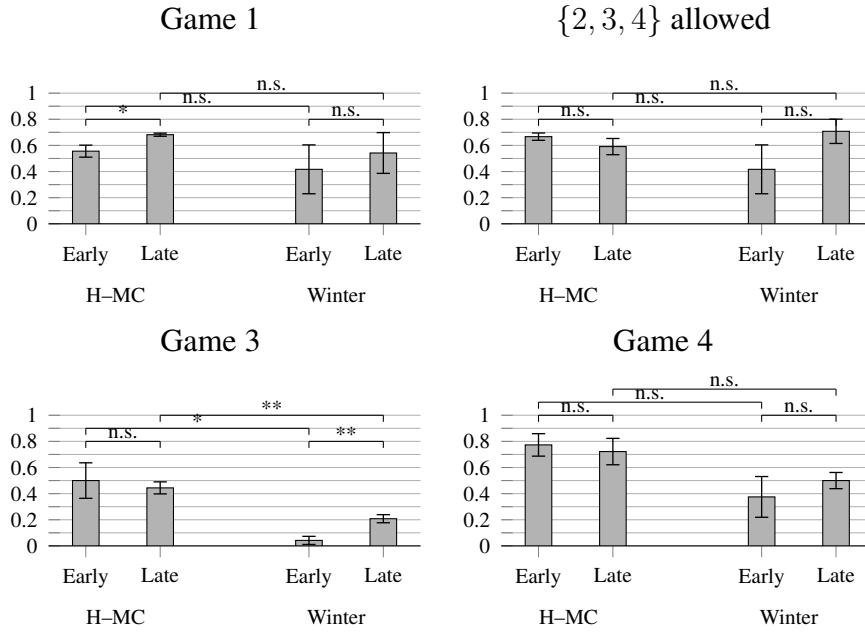 Game 1
{2, 3, 4} allowed
n.s.
n.s.
*
n.s.
1
0.8
0.6
0.4
0.2
0
Early
Late
Early
Late
H–MC
Winter
n.s.
n.s.
n.s.
n.s.
1
0.8
0.6
0.4
0.2
0
Early
Late
Early
Late
H–MC
Winter
Game 3
Game 4
**
*
n.s.
**
1
0.8
0.6
0.4
0.2
0
Early
Late
Early
Late
H–MC
Winter
n.s.
n.s.
n.s.
n.s.
1
0.8
0.6
0.4
0.2
0
Early
Late
Early
Late
H–MC
Winter